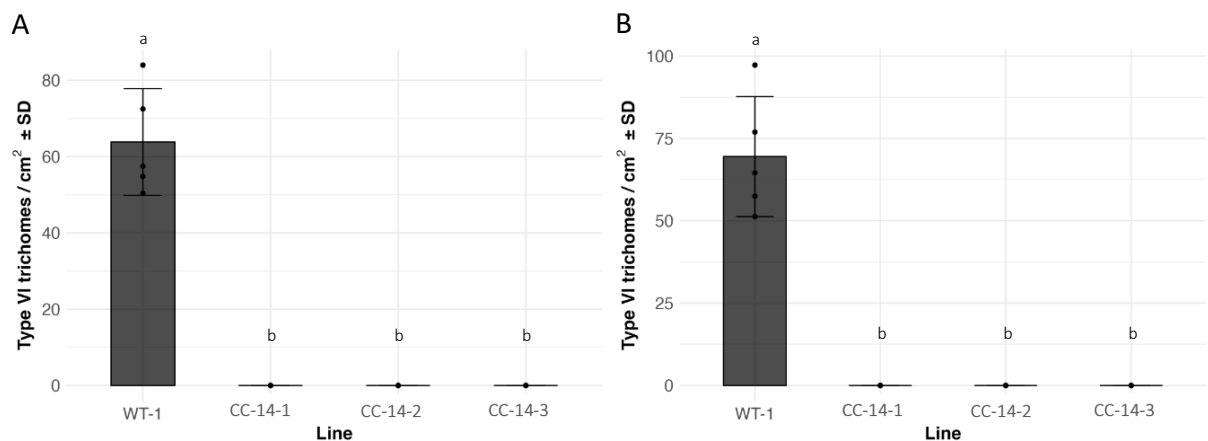 A
a
Type VI trichomes / cm² ± SD
80
60
40
20
0
b
b
b
WT-1
CC-14-1
CC-14-2
CC-14-3
Line
B
a
Type VI trichomes / cm² ± SD
100
75
50
25
0
b
b
b
WT-1
CC-14-1
CC-14-2
CC-14-3
Line